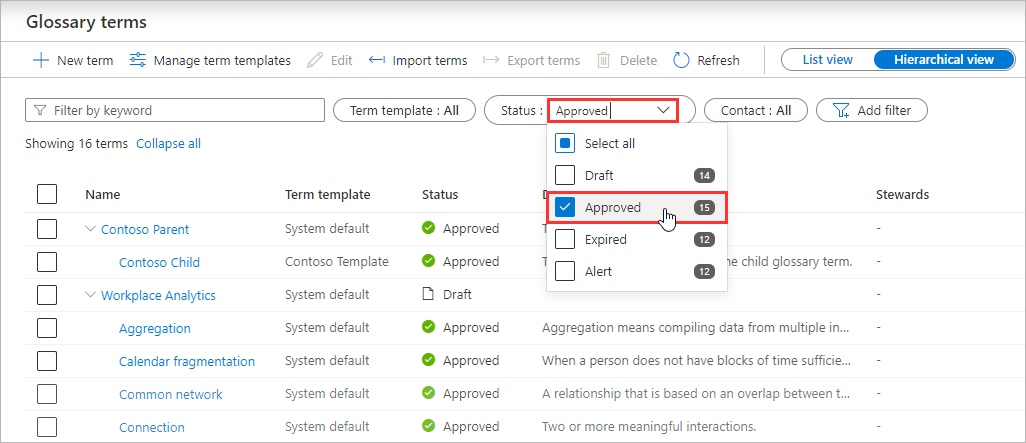 Glossary terms
New term Manage term templates Edit Import terms Export terms Delete Refresh List view Hierarchical view
Filter by keyword Term template : All Status : Approved Contact : All Add filter
Showing 16 terms Collapse all
Select all
Draft 14
Approved 15
Expired 12
Alert 12
Name Term template Status D Stewards
Contoso Parent System default Approved T -
Contoso Child Contoso Template Approved T he child glossary term. -
Workplace Analytics System default Draft -
Aggregation System default Approved Aggregation means compiling data from multiple in... -
Calendar fragmentation System default Approved When a person does not have blocks of time sufficie... -
Common network System default Approved A relationship that is based on an overlap between t... -
Connection System default Approved Two or more meaningful interactions. -